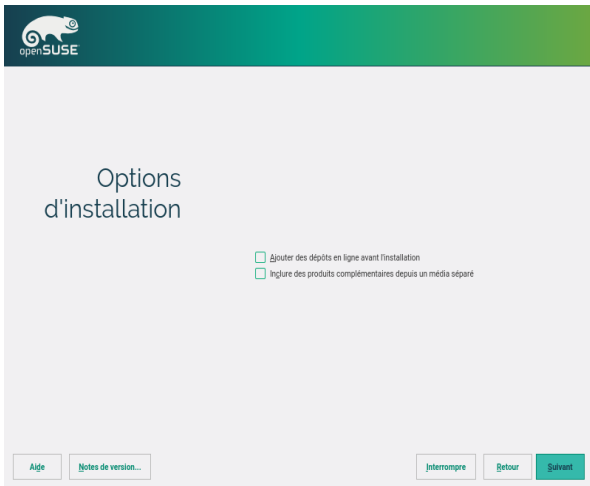 openSUSE
Options
d'installation
Ajouter des dépôts en ligne avant l'installation
Inclure des produits complémentaires depuis un média séparé
Aide
Notes de version...
Interrompre
Retour
Suivant